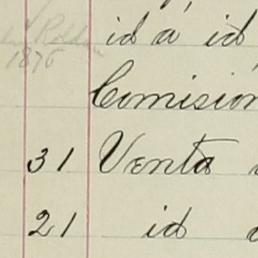 id á id
1876
Comision
31 Venta
21 id